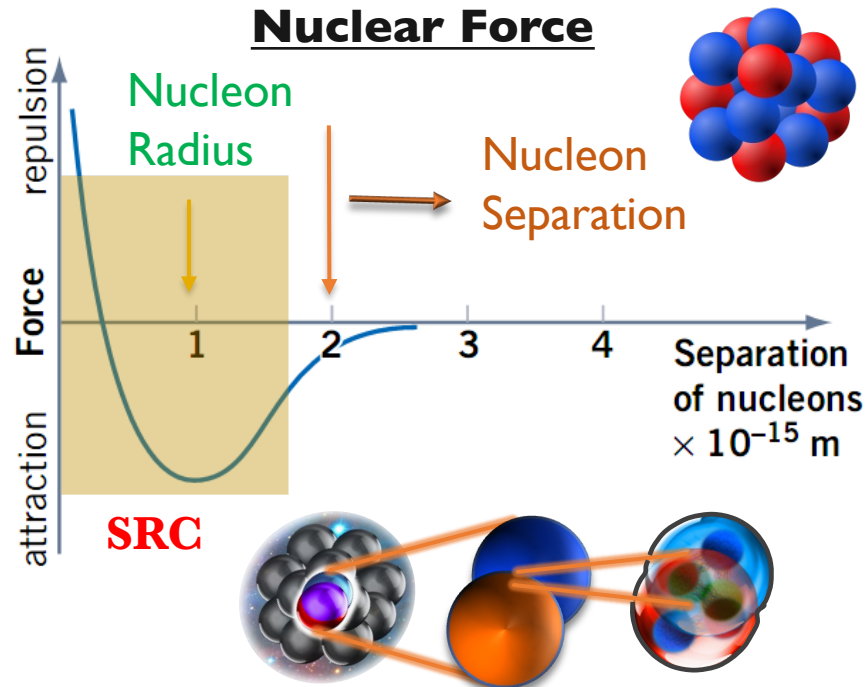 Nuclear Force
repulsion
Force
attraction
Nucleon
Radius
Nucleon
Separation
1
2
3
4
Separation
of nucleons
× 10⁻¹⁵ m
SRC